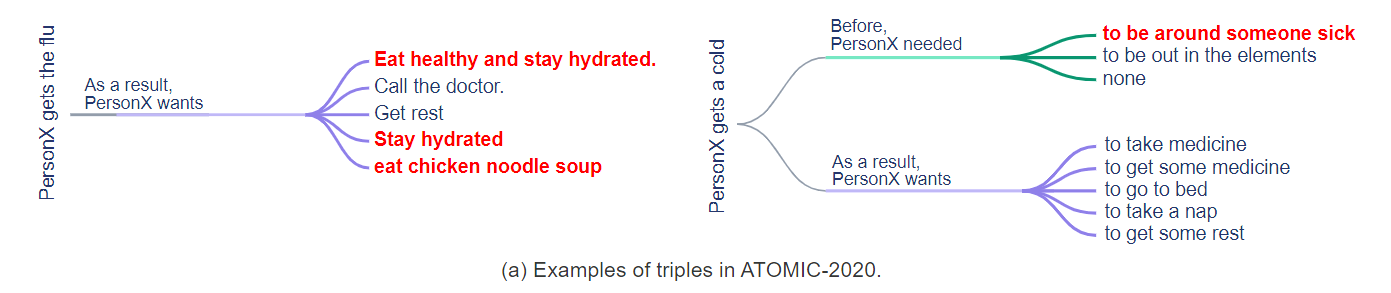 PersonX gets the flu
As a result,
PersonX wants
Eat healthy and stay hydrated.
Call the doctor.
Get rest
Stay hydrated
eat chicken noodle soup
PersonX gets a cold
Before,
PersonX needed
to be around someone sick
to be out in the elements
none
As a result,
PersonX wants
to take medicine
to get some medicine
to go to bed
to take a nap
to get some rest
(a) Examples of triples in ATOMIC-2020.